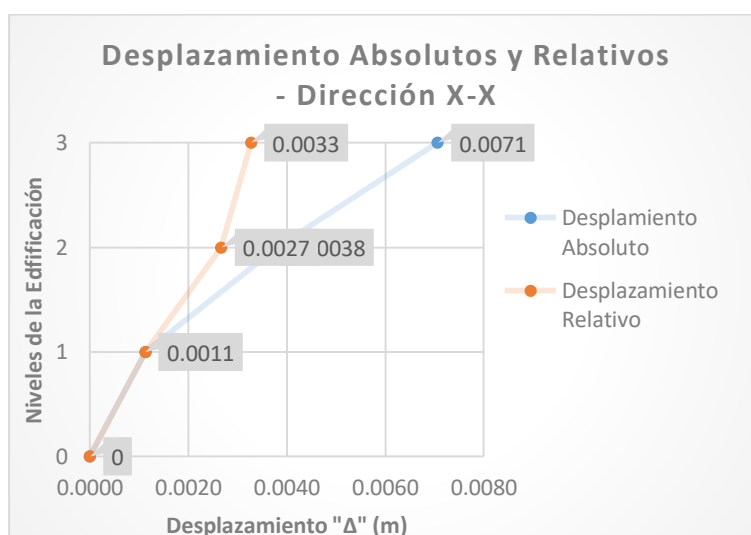 Desplazamiento Absolutos y Relativos
- Dirección X-X
Niveles de la Edfificación
3
2
1
0
0.0033
0.0071
0.0027 0038
0.0011
0
0.0000 0.0020 0.0040 0.0060 0.0080
Desplazamiento "Δ" (m)
Desplamiento
Absoluto
Desplazamiento
Relativo